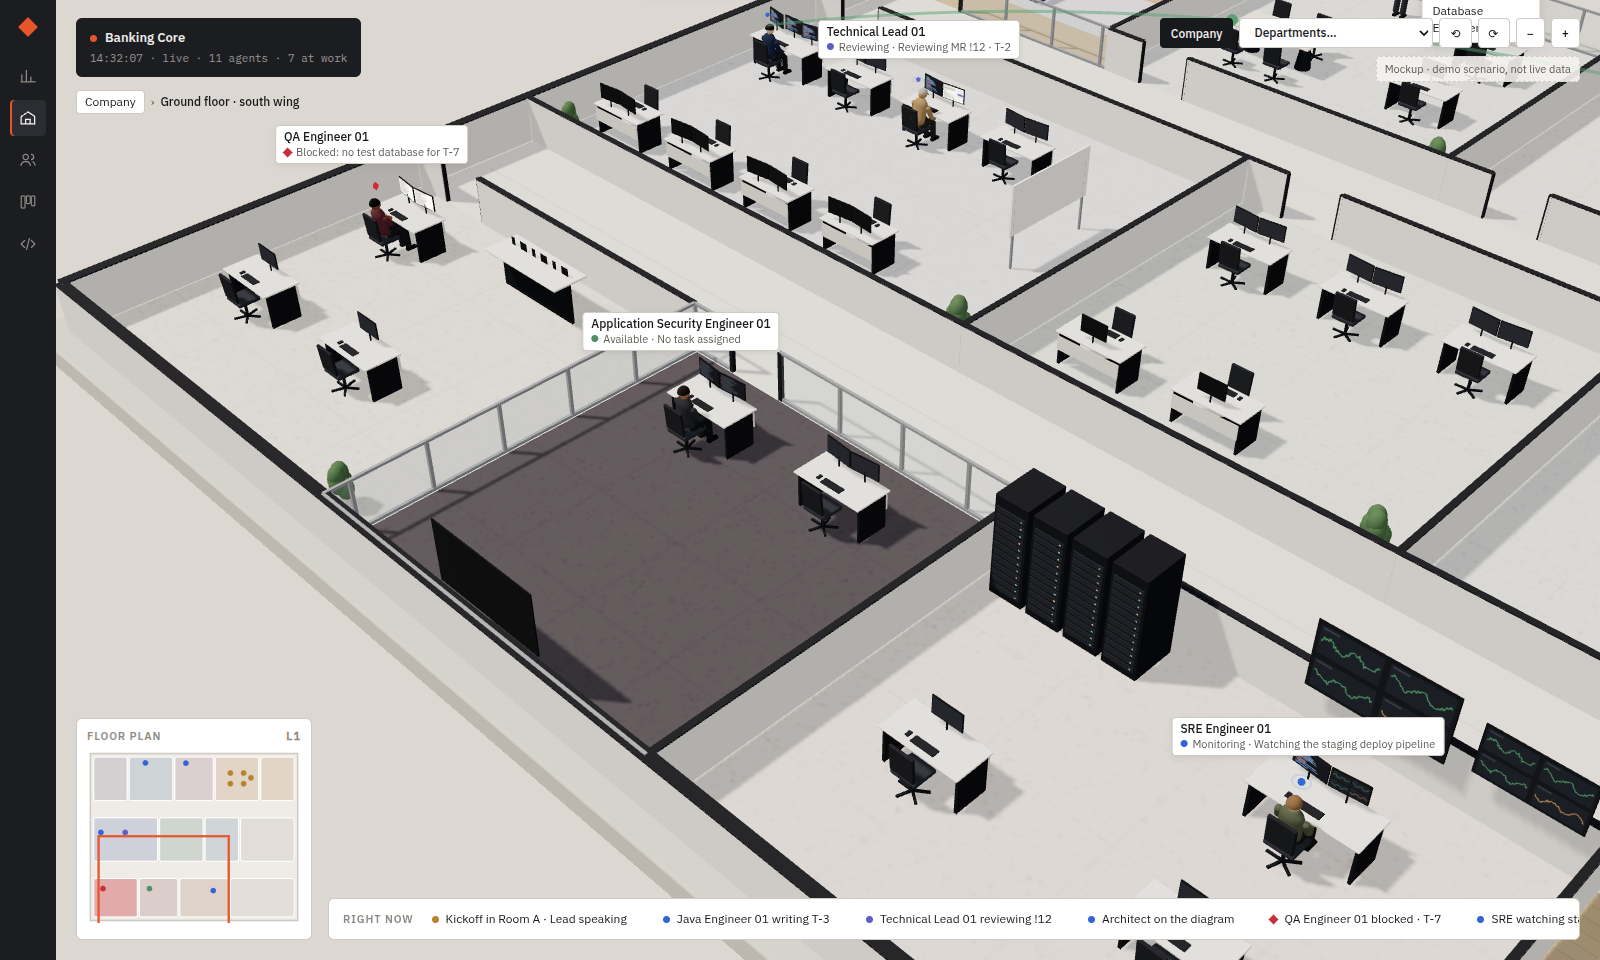 Banking Core
14:32:07 · live · 11 agents · 7 at work
Company › Ground floor · south wing
Technical Lead 01
Reviewing · Reviewing MR !12 · T-2
Company
Departments...
Database
Mockup · demo scenario, not live data
QA Engineer 01
Blocked: no test database for T-7
Application Security Engineer 01
Available · No task assigned
SRE Engineer 01
Monitoring · Watching the staging deploy pipeline
FLOOR PLAN L1
RIGHT NOW
Kickoff in Room A · Lead speaking
Java Engineer 01 writing T-3
Technical Lead 01 reviewing !12
Architect on the diagram
QA Engineer 01 blocked · T-7
SRE watching